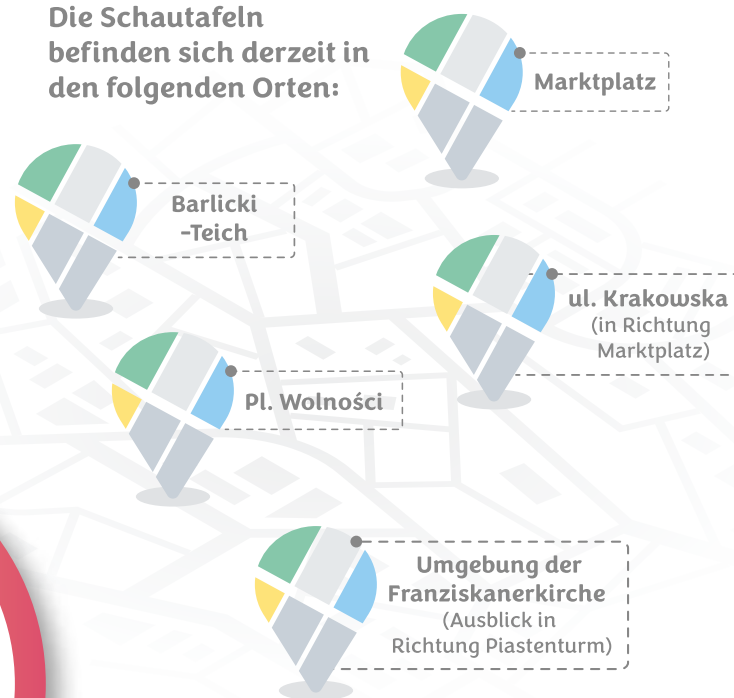 Die Schautafeln
befinden sich derzeit in
den folgenden Orten:
Marktplatz
Barlicki
-Teich
ul. Krakowska
(in Richtung
Marktplatz)
Pl. Wolności
Umgebung der
Franziskanerkirche
(Ausblick in
Richtung Piastenturm)